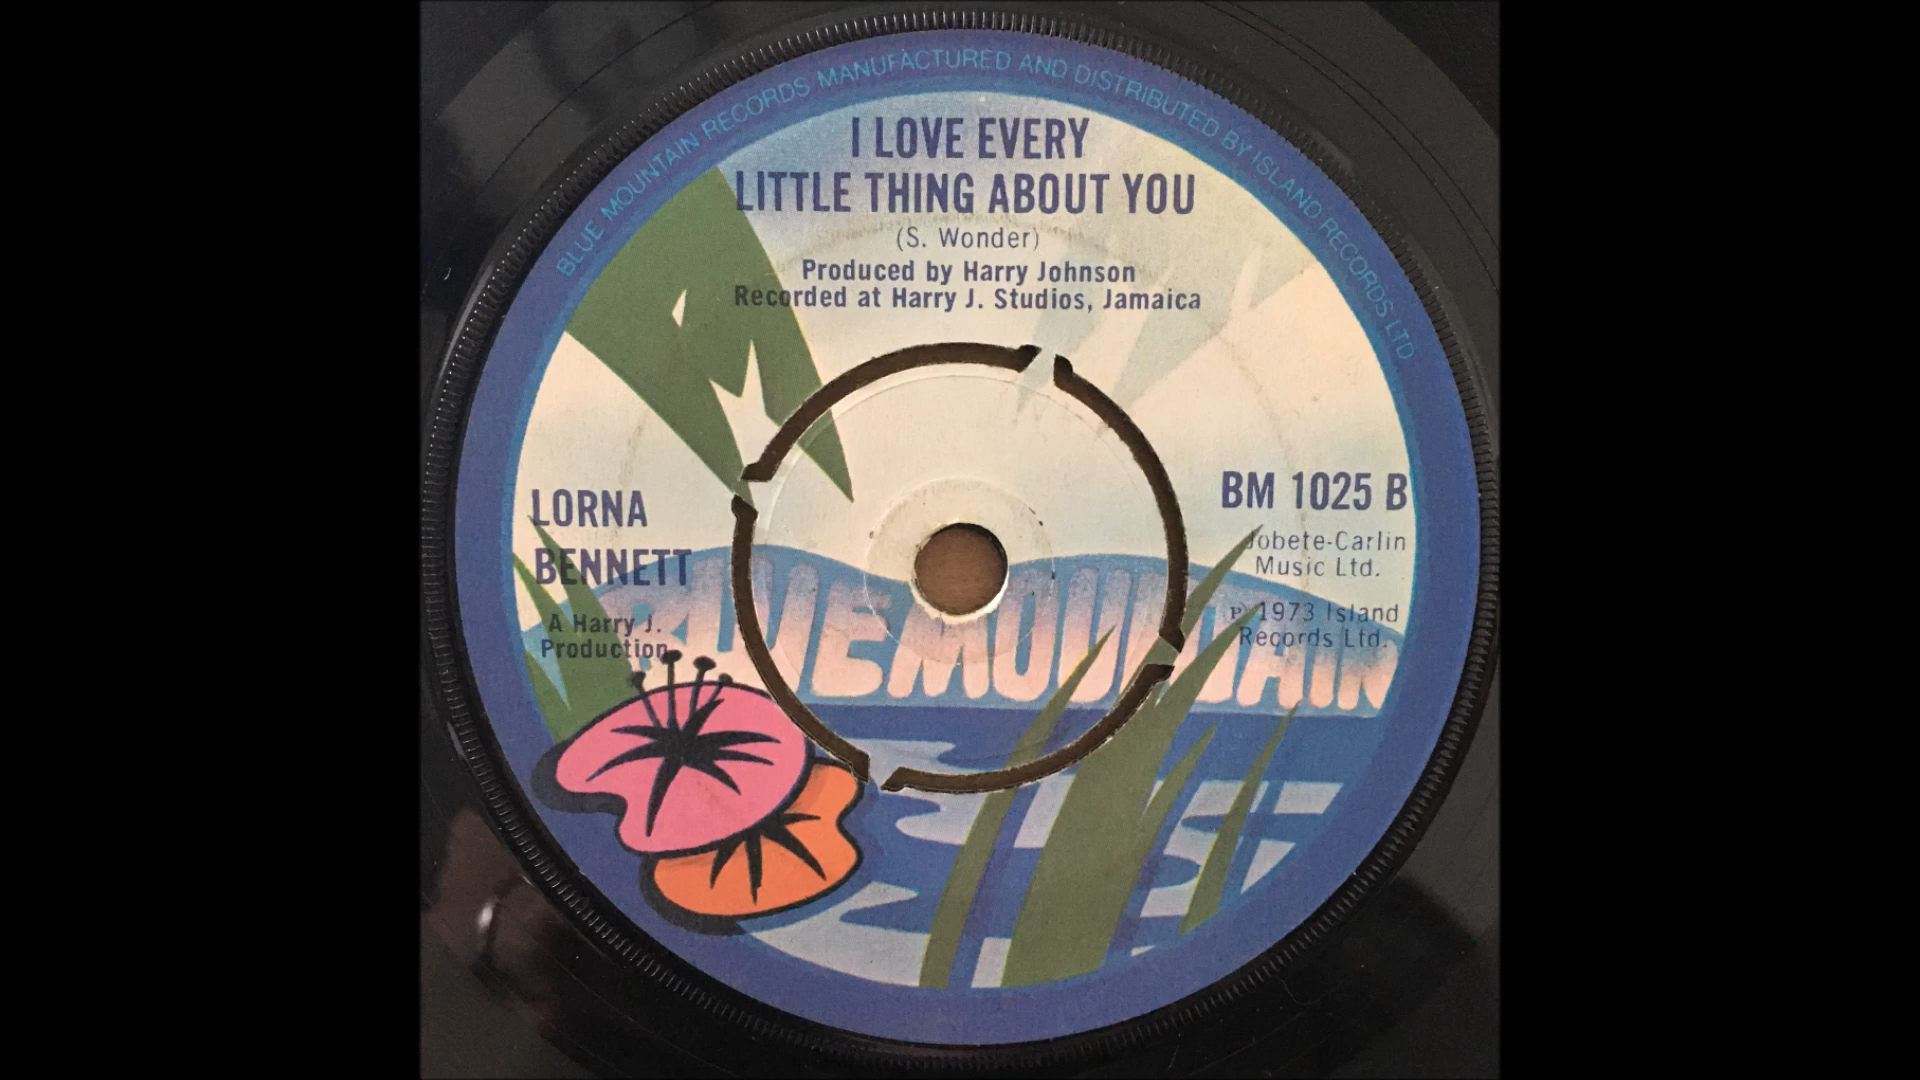 BLUE MOUNTAIN RECORDS MANUFACTURED AND DISTRIBUTED BY ISLAND RECORDS LTD
I LOVE EVERY
LITTLE THING ABOUT YOU
(S. Wonder)
Produced by Harry Johnson
Recorded at Harry J. Studios, Jamaica
LORNA
BENNETT
A Harry J.
Production
BM 1025 B
Jobete-Carlin
Music Ltd.
℗ 1973 Island
Records Ltd.
BLUE MOUNTAIN